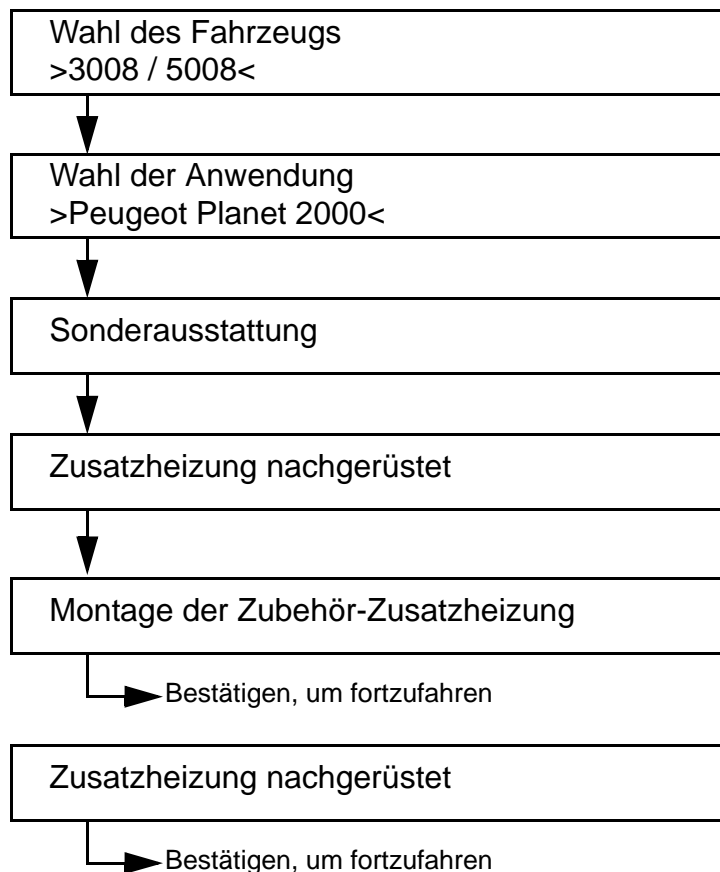 Wahl des Fahrzeugs
>3008 / 5008<
Wahl der Anwendung
>Peugeot Planet 2000<
Sonderausstattung
Zusatzheizung nachgerüstet
Montage der Zubehör-Zusatzheizung
Bestätigen, um fortzufahren
Zusatzheizung nachgerüstet
Bestätigen, um fortzufahren